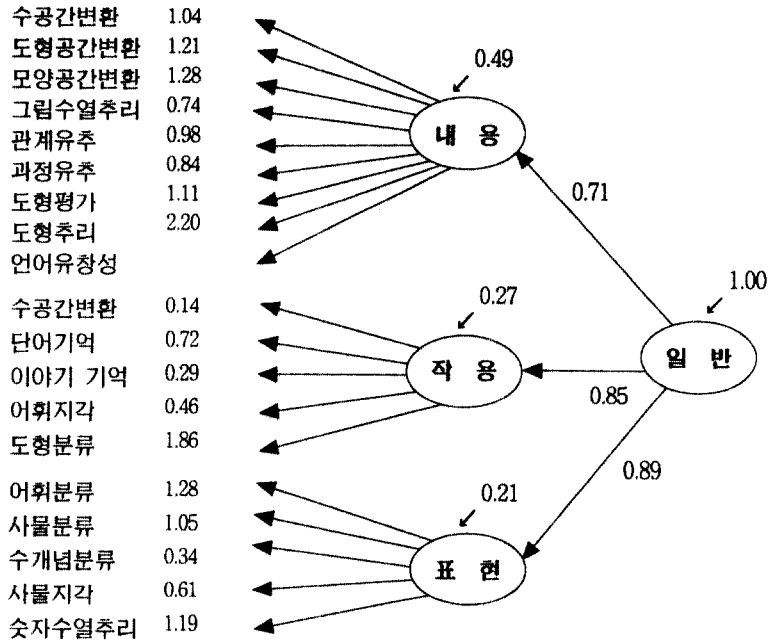 수공간변환 1.04
도형공간변환 1.21
모양공간변환 1.28
그림수열추리 0.74
관계유추 0.98
과정유추 0.84
도형평가 1.11
도형추리 2.20
언어유창성
0.49
내 용
0.71
수공간변환 0.14
단어기억 0.72
이야기 기억 0.29
어휘지각 0.46
도형분류 1.86
0.27
작 용
0.85
1.00
일 반
어휘분류 1.28
사물분류 1.05
수개념분류 0.34
사물지각 0.61
숫자수열추리 1.19
0.21
표 현
0.89